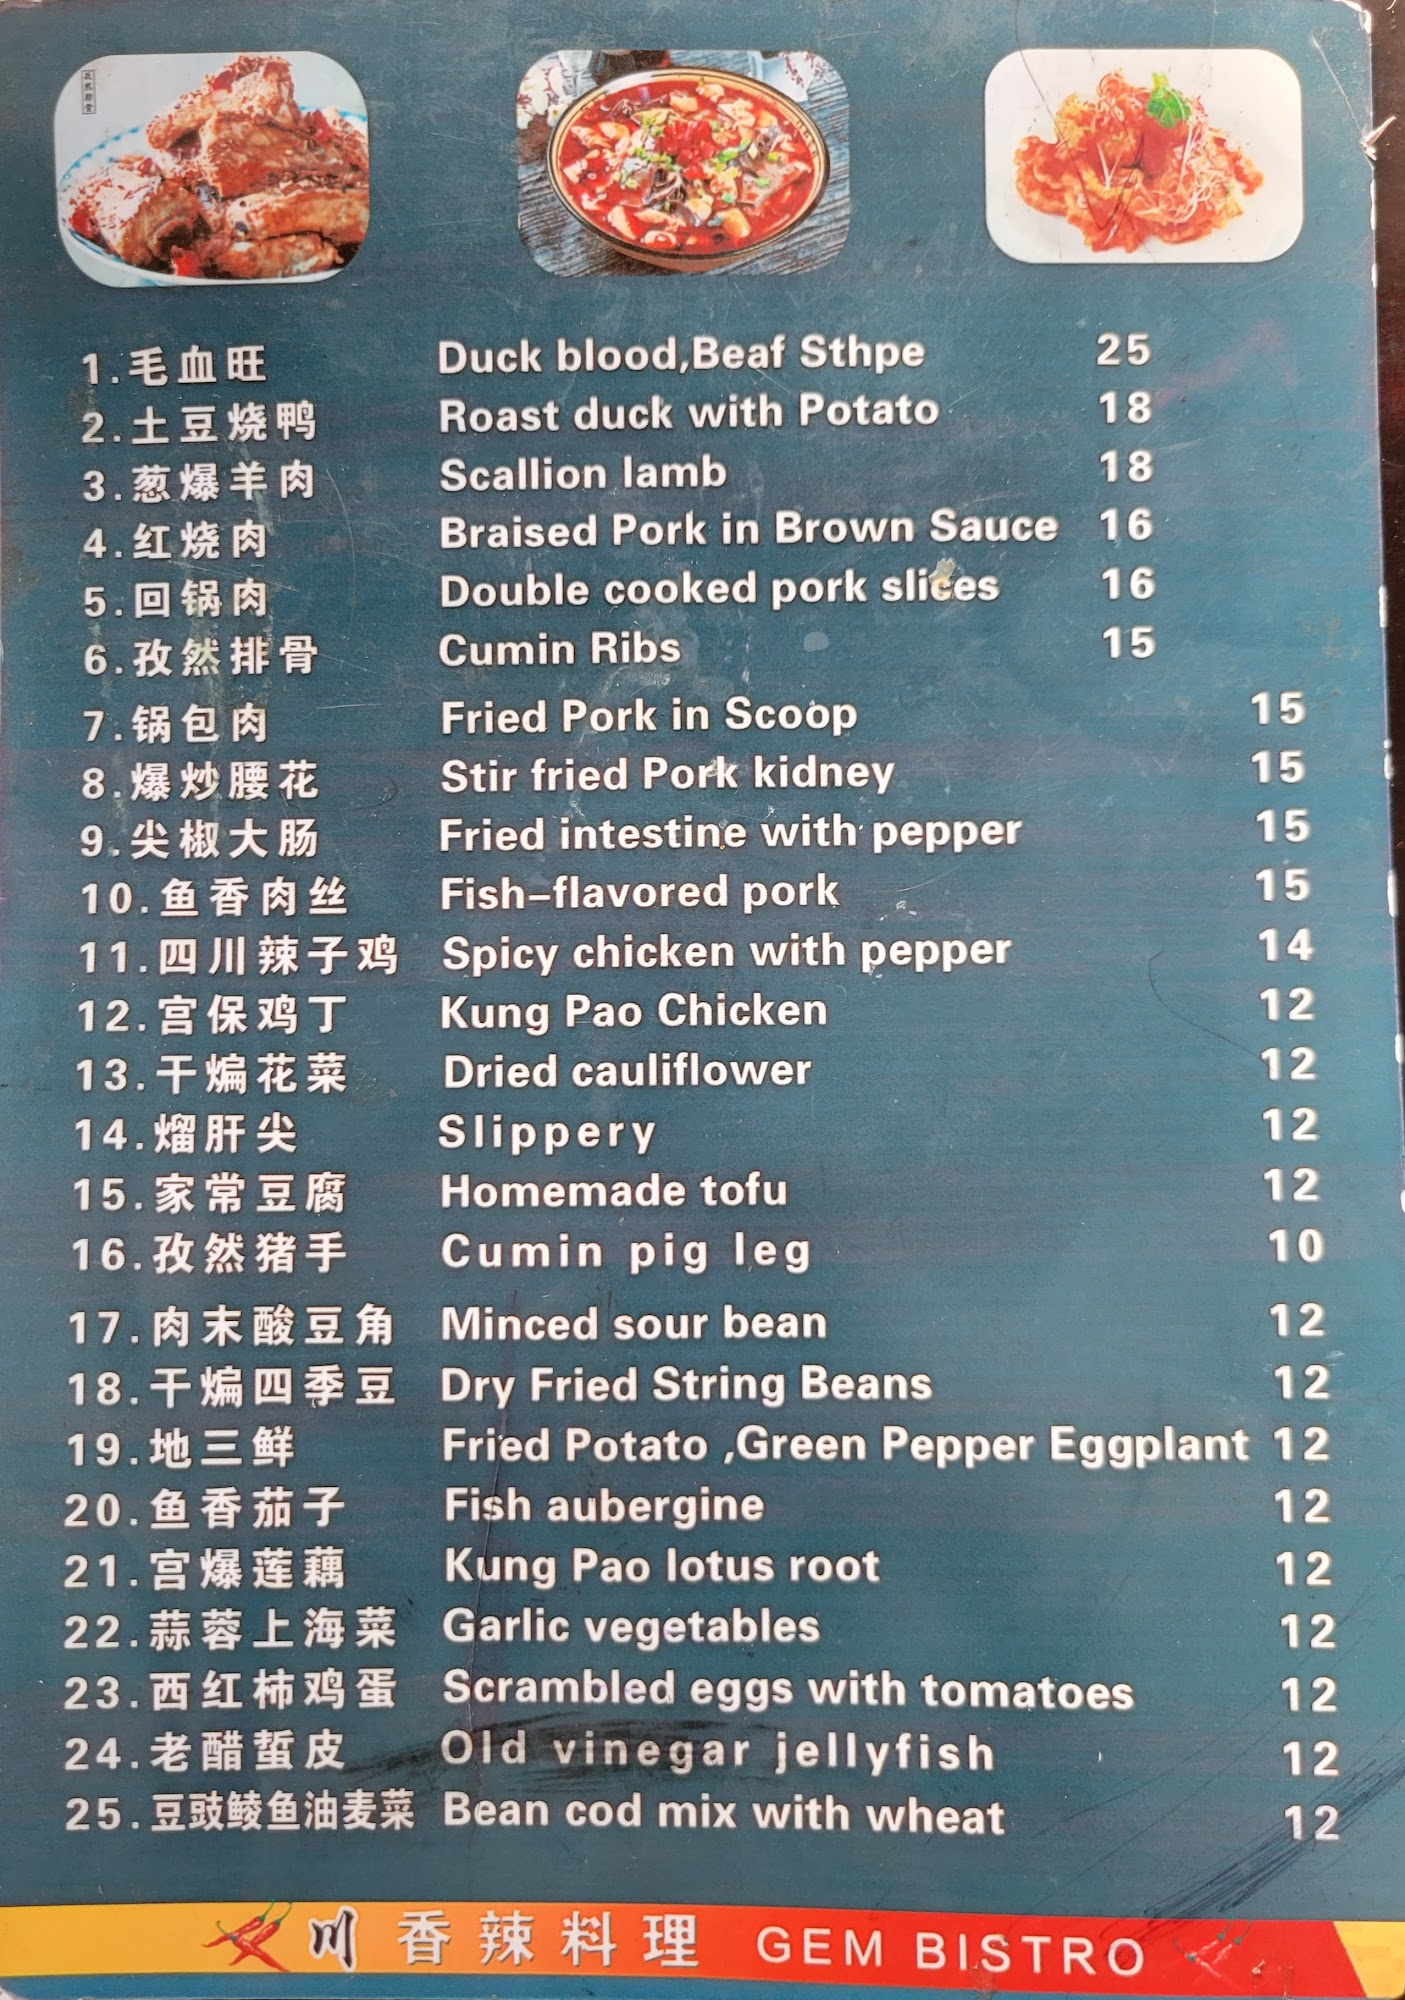 孜然排骨
1.毛血旺 Duck blood,Beaf Sthpe 25
2.土豆烧鸭 Roast duck with Potato 18
3.葱爆羊肉 Scallion lamb 18
4.红烧肉 Braised Pork in Brown Sauce 16
5.回锅肉 Double cooked pork slices 16
6.孜然排骨 Cumin Ribs 15
7.锅包肉 Fried Pork in Scoop 15
8.爆炒腰花 Stir fried Pork kidney 15
9.尖椒大肠 Fried intestine with pepper 15
10.鱼香肉丝 Fish-flavored pork 15
11.四川辣子鸡 Spicy chicken with pepper 14
12.宫保鸡丁 Kung Pao Chicken 12
13.干煸花菜 Dried cauliflower 12
14.熘肝尖 Slippery 12
15.家常豆腐 Homemade tofu 12
16.孜然猪手 Cumin pig leg 10
17.肉末酸豆角 Minced sour bean 12
18.干煸四季豆 Dry Fried String Beans 12
19.地三鲜 Fried Potato ,Green Pepper Eggplant 12
20.鱼香茄子 Fish aubergine 12
21.宫爆莲藕 Kung Pao lotus root 12
22.蒜蓉上海菜 Garlic vegetables 12
23.西红柿鸡蛋 Scrambled eggs with tomatoes 12
24.老醋蜇皮 Old vinegar jellyfish 12
25.豆豉鲮鱼油麦菜 Bean cod mix with wheat 12
川香辣料理 GEM BISTRO